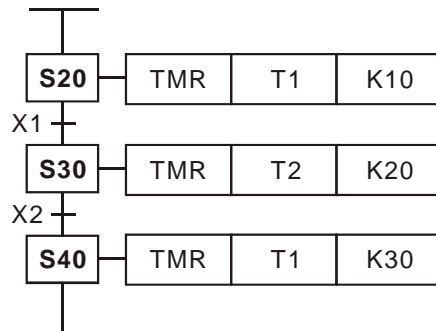 S20 TMR T1 K10
X1
S30 TMR T2 K20
X2
S40 TMR T1 K30